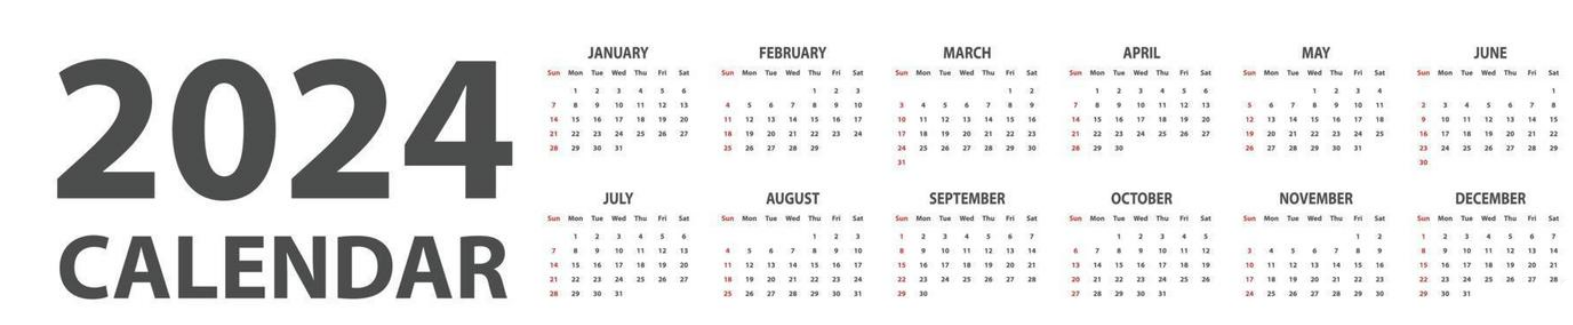 2024
CALENDAR
JANUARY
Sun Mon Tue Wed Thu Fri Sat
1 2 3 4 5 6
7 8 9 10 11 12 13
14 15 16 17 18 19 20
21 22 23 24 25 26 27
28 29 30 31
FEBRUARY
Sun Mon Tue Wed Thu Fri Sat
1 2 3
4 5 6 7 8 9 10
11 12 13 14 15 16 17
18 19 20 21 22 23 24
25 26 27 28 29
MARCH
Sun Mon Tue Wed Thu Fri Sat
1 2
3 4 5 6 7 8 9
10 11 12 13 14 15 16
17 18 19 20 21 22 23
24 25 26 27 28 29 30
31
APRIL
Sun Mon Tue Wed Thu Fri Sat
1 2 3 4 5 6
7 8 9 10 11 12 13
14 15 16 17 18 19 20
21 22 23 24 25 26 27
28 29 30
MAY
Sun Mon Tue Wed Thu Fri Sat
1 2 3 4
5 6 7 8 9 10 11
12 13 14 15 16 17 18
19 20 21 22 23 24 25
26 27 28 29 30 31
JUNE
Sun Mon Tue Wed Thu Fri Sat
1
2 3 4 5 6 7 8
9 10 11 12 13 14 15
16 17 18 19 20 21 22
23 24 25 26 27 28 29
30
JULY
Sun Mon Tue Wed Thu Fri Sat
1 2 3 4 5 6
7 8 9 10 11 12 13
14 15 16 17 18 19 20
21 22 23 24 25 26 27
28 29 30 31
AUGUST
Sun Mon Tue Wed Thu Fri Sat
1 2 3
4 5 6 7 8 9 10
11 12 13 14 15 16 17
18 19 20 21 22 23 24
25 26 27 28 29 30 31
SEPTEMBER
Sun Mon Tue Wed Thu Fri Sat
1 2 3 4 5 6 7
8 9 10 11 12 13 14
15 16 17 18 19 20 21
22 23 24 25 26 27 28
29 30
OCTOBER
Sun Mon Tue Wed Thu Fri Sat
1 2 3 4 5
6 7 8 9 10 11 12
13 14 15 16 17 18 19
20 21 22 23 24 25 26
27 28 29 30 31
NOVEMBER
Sun Mon Tue Wed Thu Fri Sat
1 2
3 4 5 6 7 8 9
10 11 12 13 14 15 16
17 18 19 20 21 22 23
24 25 26 27 28 29 30
DECEMBER
Sun Mon Tue Wed Thu Fri Sat
1 2 3 4 5 6 7
8 9 10 11 12 13 14
15 16 17 18 19 20 21
22 23 24 25 26 27 28
29 30 31